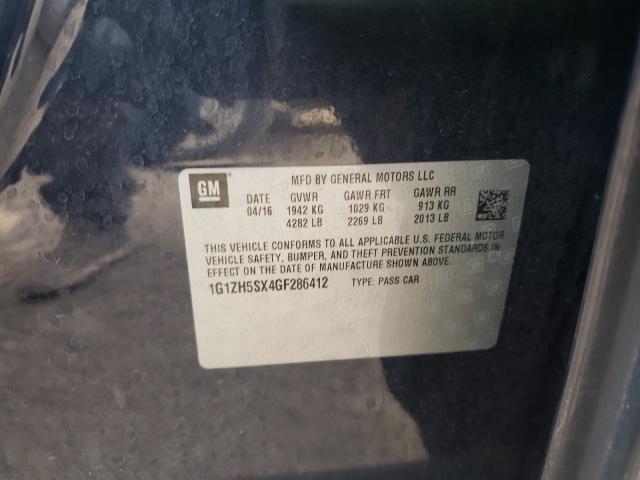 GM
MFD BY GENERAL MOTORS LLC
DATE GVWR GAWR FRT GAWR RR
04/16 1942 KG 1029 KG 913 KG
4282 LB 2269 LB 2013 LB
THIS VEHICLE CONFORMS TO ALL APPLICABLE U.S. FEDERAL MOTOR
VEHICLE SAFETY, BUMPER, AND THEFT PREVENTION STANDARDS IN
EFFECT ON THE DATE OF MANUFACTURE SHOWN ABOVE.
1G1ZH5SX4GF286412 TYPE: PASS CAR